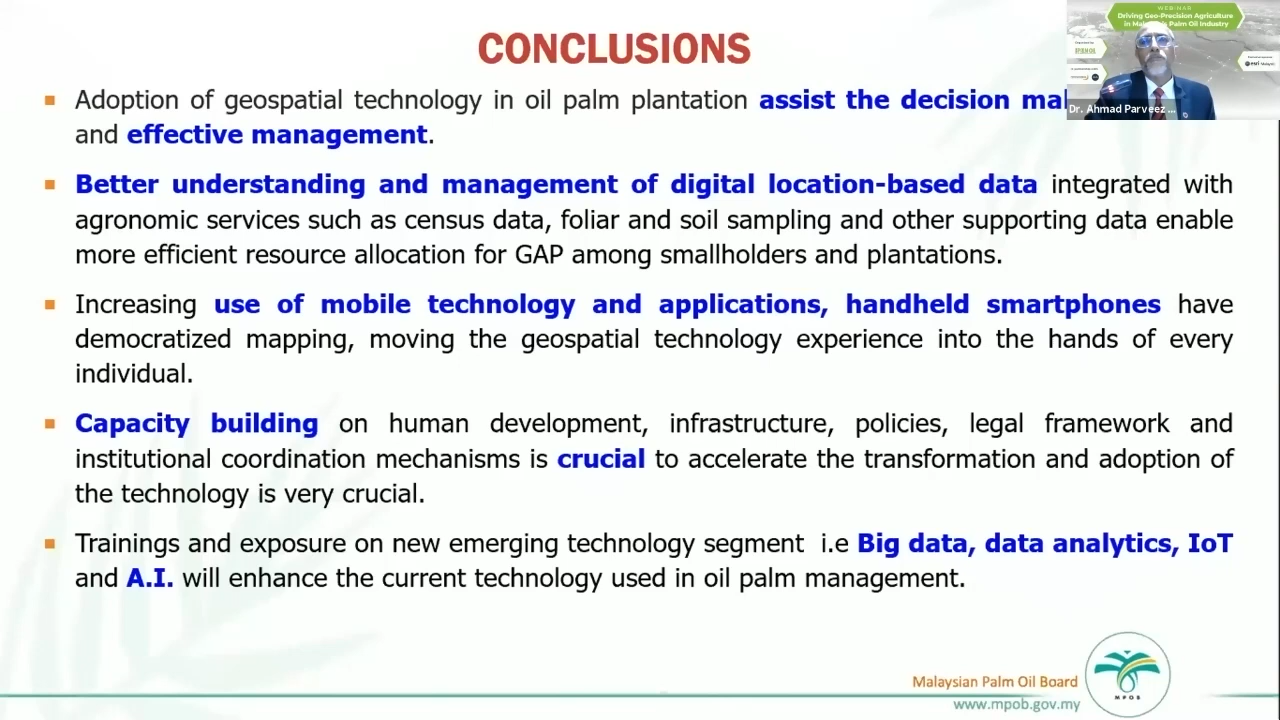 CONCLUSIONS
WEBINAR
Driving Geo-Precision Agriculture
in Palm Oil Industry
esri Malaysia
Dr. Ahmad Parveez ...
Adoption of geospatial technology in oil palm plantation assist the decision
and effective management.
Better understanding and management of digital location-based data integrated with
agronomic services such as census data, foliar and soil sampling and other supporting data enable
more efficient resource allocation for GAP among smallholders and plantations.
Increasing use of mobile technology and applications, handheld smartphones have
democratized mapping, moving the geospatial technology experience into the hands of every
individual.
Capacity building on human development, infrastructure, policies, legal framework and
institutional coordination mechanisms is crucial to accelerate the transformation and adoption of
the technology is very crucial.
Trainings and exposure on new emerging technology segment i.e Big data, data analytics, IoT
and A.I. will enhance the current technology used in oil palm management.
Malaysian Palm Oil Board
www.mpob.gov.my
MPOB